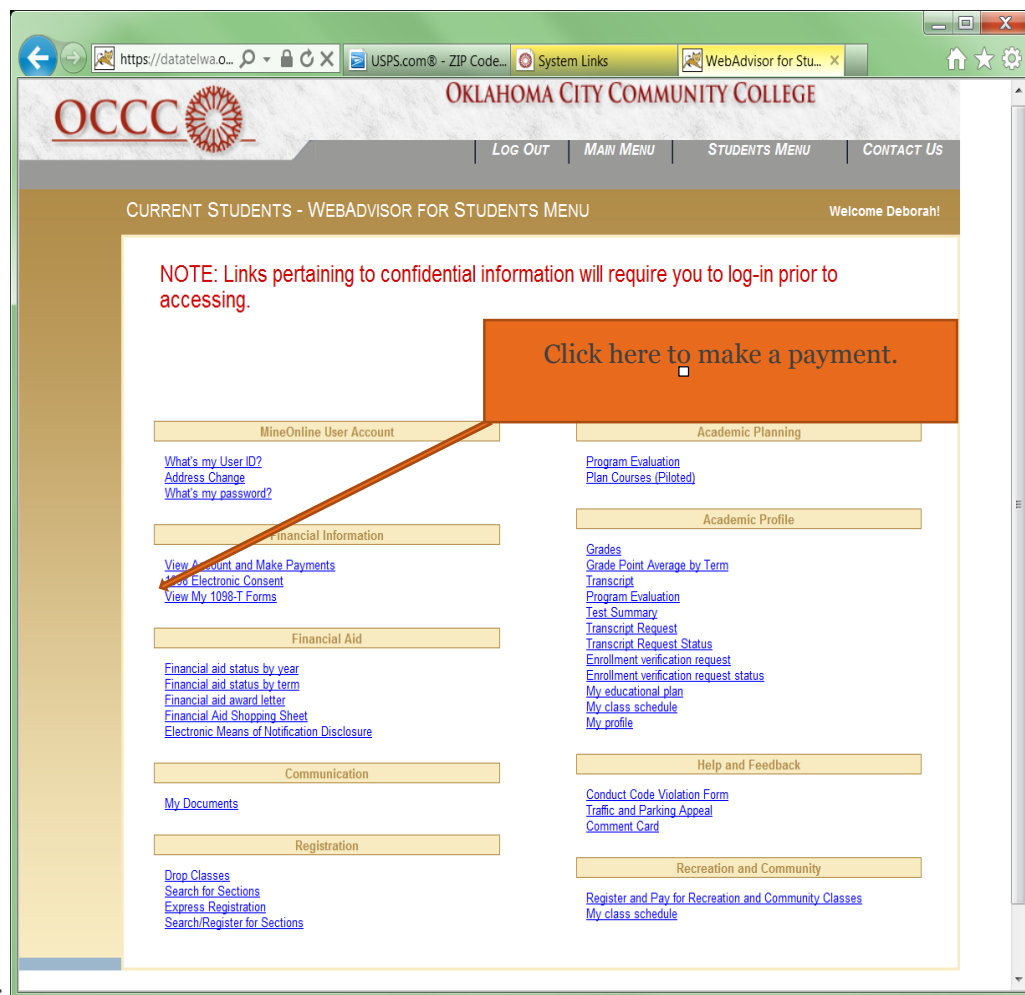 https://datatelwa.o...
USPS.com® - ZIP Code...
System Links
WebAdvisor for Stu...
OCCC
OKLAHOMA CITY COMMUNITY COLLEGE
LOG OUT
MAIN MENU
STUDENTS MENU
CONTACT US
CURRENT STUDENTS - WEBADVISOR FOR STUDENTS MENU
Welcome Deborah!
NOTE: Links pertaining to confidential information will require you to log-in prior to
accessing.
Click here to make a payment.
MineOnline User Account
What's my User ID?
Address Change
What's my password?
Financial Information
View Account and Make Payments
1098 Electronic Consent
View My 1098-T Forms
Financial Aid
Financial aid status by year
Financial aid status by term
Financial aid award letter
Financial Aid Shopping Sheet
Electronic Means of Notification Disclosure
Communication
My Documents
Registration
Drop Classes
Search for Sections
Express Registration
Search/Register for Sections
Academic Planning
Program Evaluation
Plan Courses (Piloted)
Academic Profile
Grades
Grade Point Average by Term
Transcript
Program Evaluation
Test Summary
Transcript Request
Transcript Request Status
Enrollment verification request
Enrollment verification request status
My educational plan
My class schedule
My profile
Help and Feedback
Conduct Code Violation Form
Traffic and Parking Appeal
Comment Card
Recreation and Community
Register and Pay for Recreation and Community Classes
My class schedule